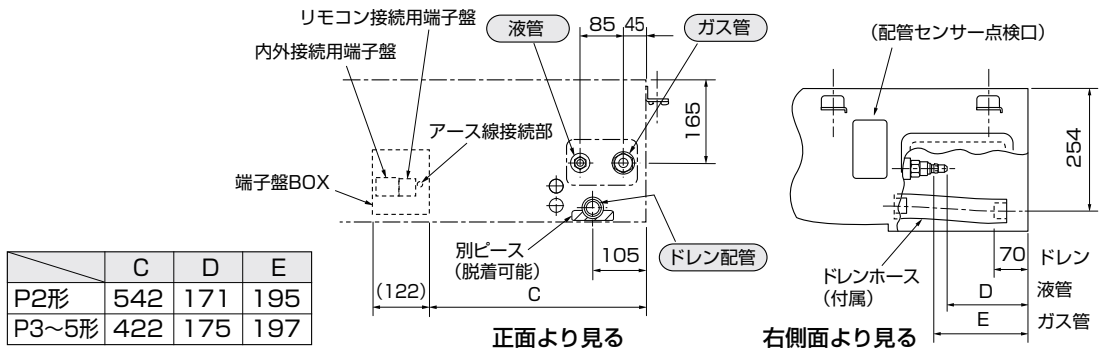 リモコン接続用端子盤
内外接続用端子盤
液管
85
45
ガス管
165
アース線接続部
端子盤BOX
別ピース
(脱着可能)
105
ドレン配管
(122)
C
正面より見る
(配管センサー点検口)
254
ドレンホース
(付属)
70 ドレン
D 液管
E ガス管
右側面より見る
C D E
P2形 542 171 195
P3~5形 422 175 197